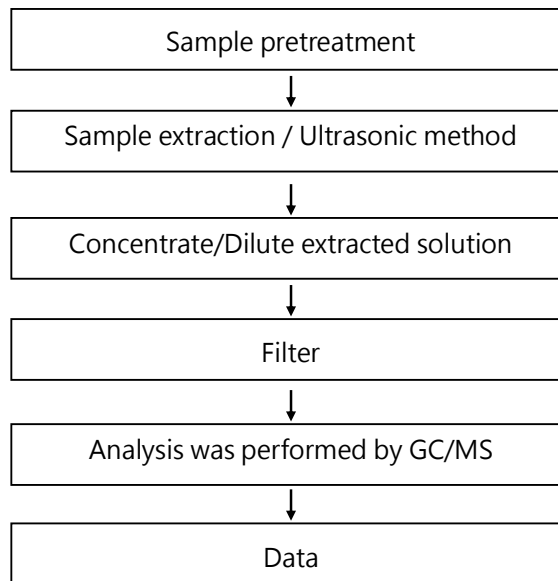 Sample pretreatment
Sample extraction / Ultrasonic method
Concentrate/Dilute extracted solution
Filter
Analysis was performed by GC/MS
Data